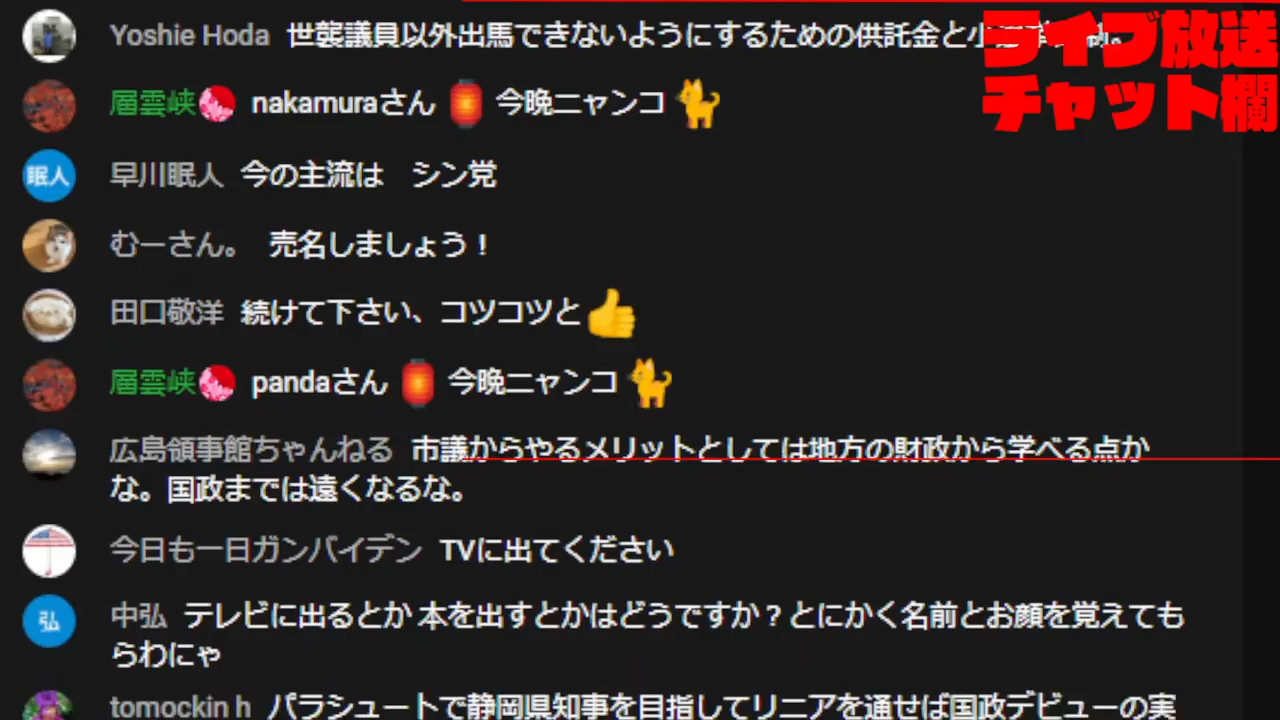 Yoshie Hoda 世襲議員以外出馬できないようにするための供託金と小
ライブ放送
チャット欄
層雲峡 nakamuraさん 今晩ニャンコ
眠人 早川眠人 今の主流は シン党
むーさん。 売名しましょう！
田口敬洋 続けて下さい、コツコツと
層雲峡 pandaさん 今晩ニャンコ
広島領事館ちゃんねる 市議からやるメリットとしては地方の財政から学べる点か
な。国政までは遠くなるな。
今日も一日ガンバイデン TVに出てください
弘 中弘 テレビに出るとか 本を出すとかはどうですか？とにかく名前とお顔を覚えても
らわにゃ
tomockin h パラシュートで静岡県知事を目指してリニアを通せば国政デビューの実